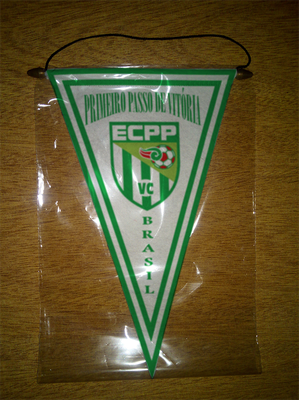 PRIMEIRO PASSO DE VITÓRIA
ECPP
VC
BRASIL